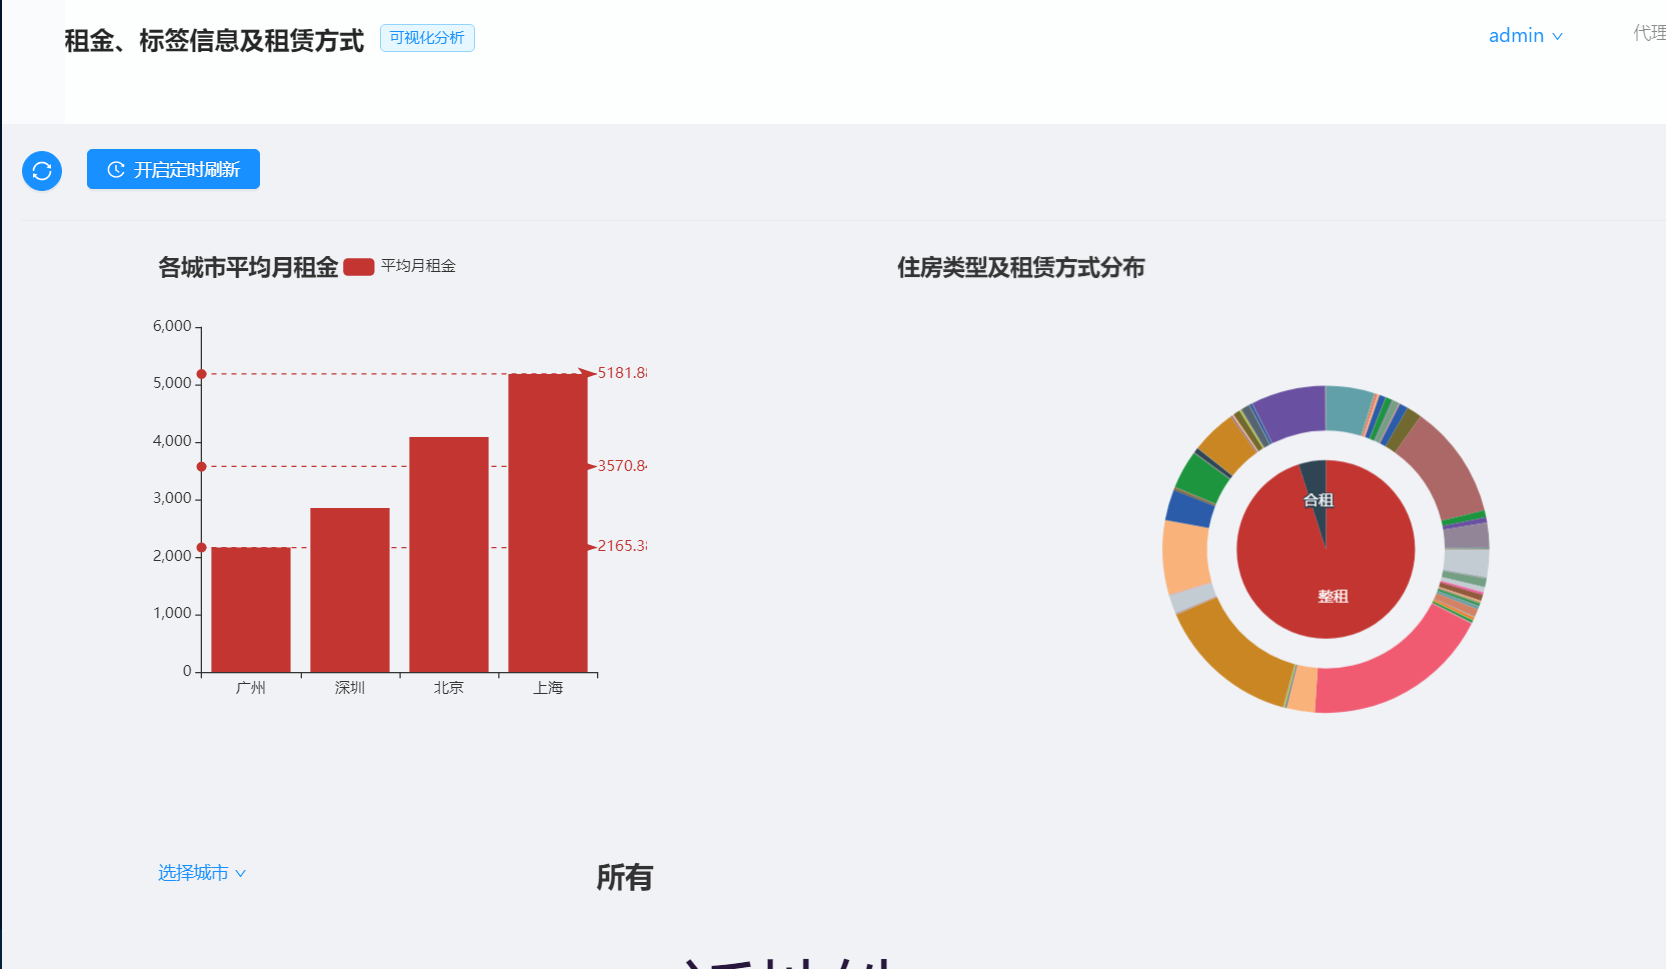 租金、标签信息及租赁方式 可视化分析
admin
代理
开启定时刷新
各城市平均月租金 平均月租金
6,000
5,000
4,000
3,000
2,000
1,000
0
5181.8
3570.8
2165.3
广州 深圳 北京 上海
住房类型及租赁方式分布
合租
整租
选择城市
所有